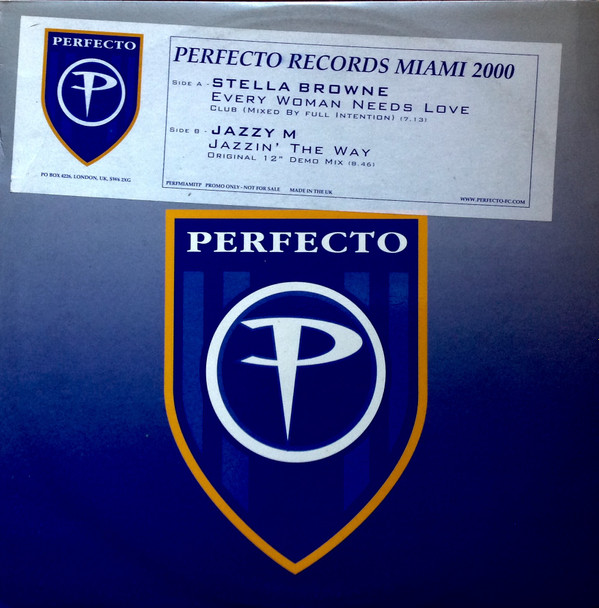 PERFECTO
P
PO BOX 4226, LONDON, UK, SW6 2XG
PERFECTO RECORDS MIAMI 2000
SIDE A - STELLA BROWNE
EVERY WOMAN NEEDS LOVE
CLUB (MIXED BY FULL INTENTION) (7.13)
SIDE B - JAZZY M
JAZZIN' THE WAY
ORIGINAL 12" DEMO MIX (8.46)
PERFMIAMITP PROMO ONLY - NOT FOR SALE MADE IN THE UK
WWW.PERFECTO-FC.COM
PERFECTO
P